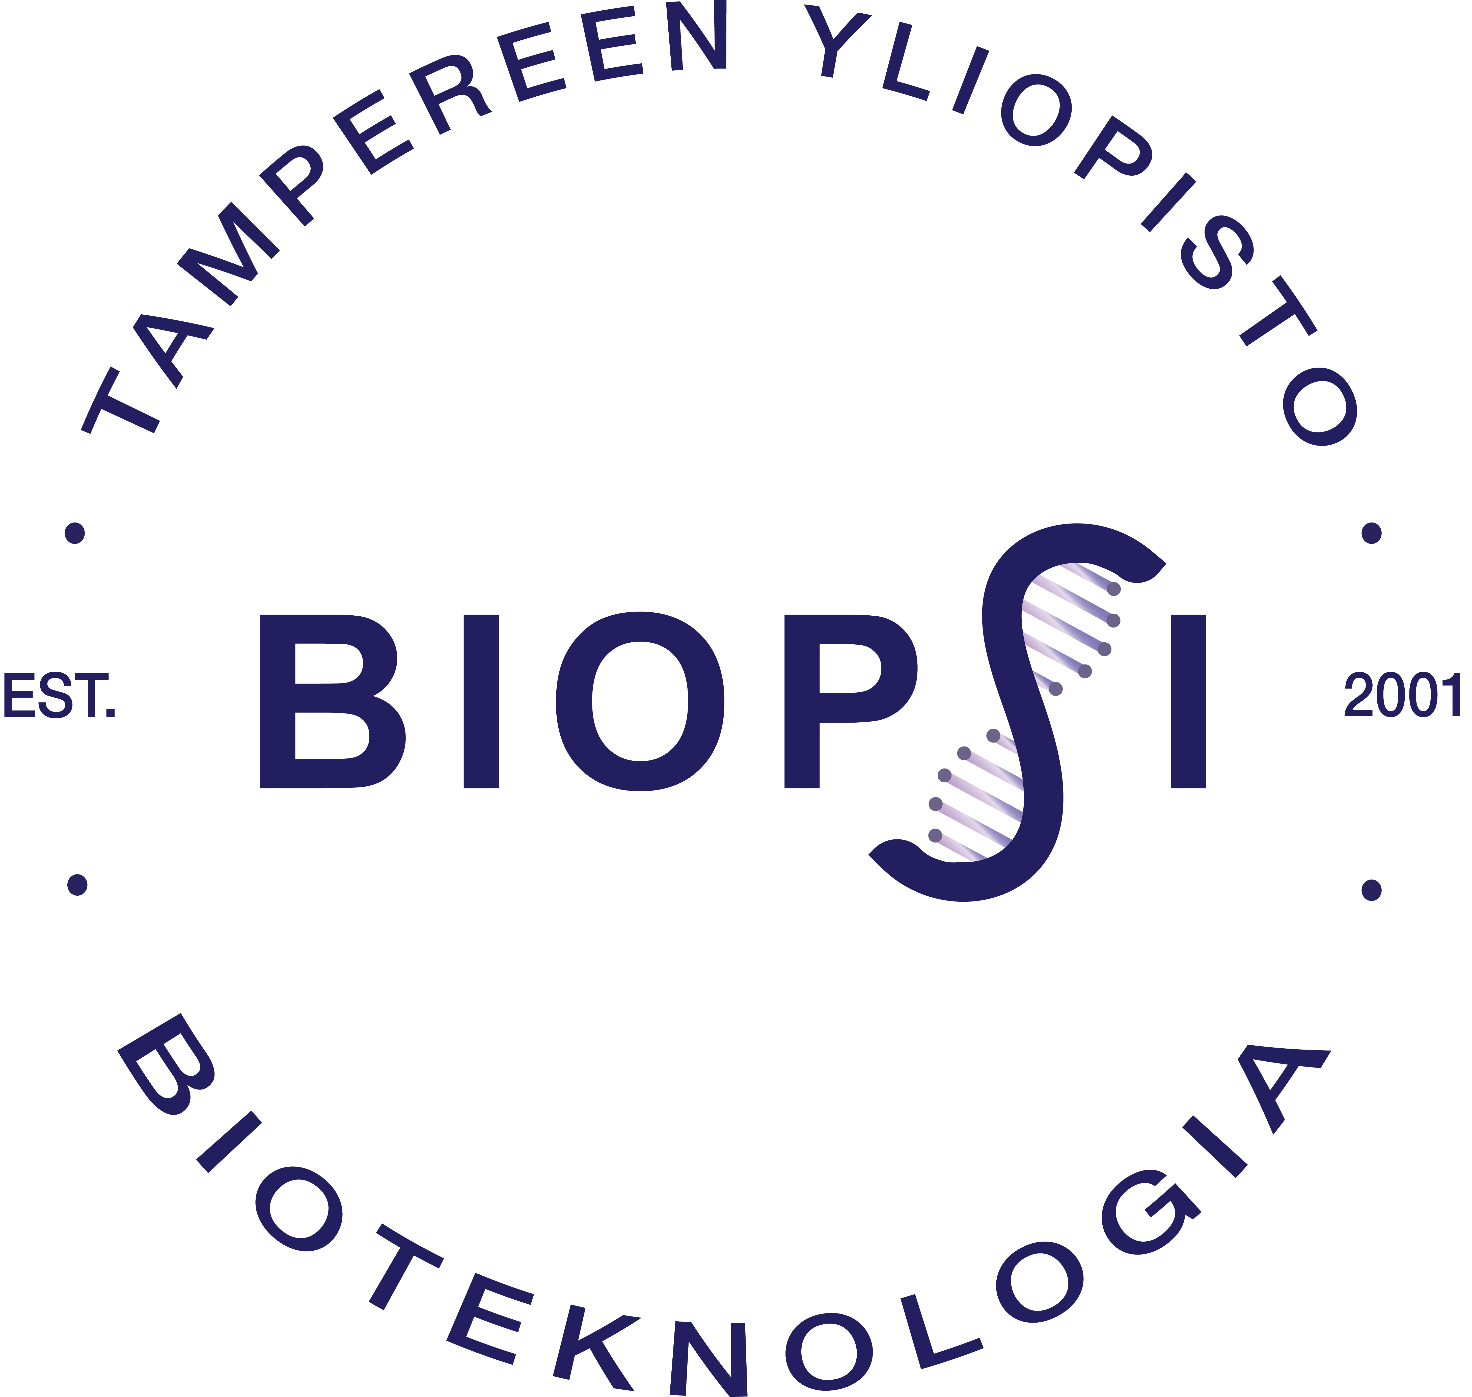 TAMPEREEN YLIOPISTO
EST.
BIOPSI
2001
BIOTEKNOLOGIA